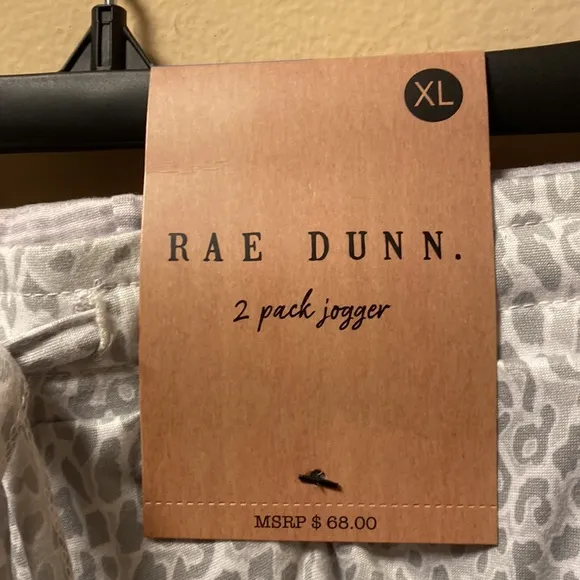 XL
RAE DUNN.
2 pack jogger
MSRP $ 68.00